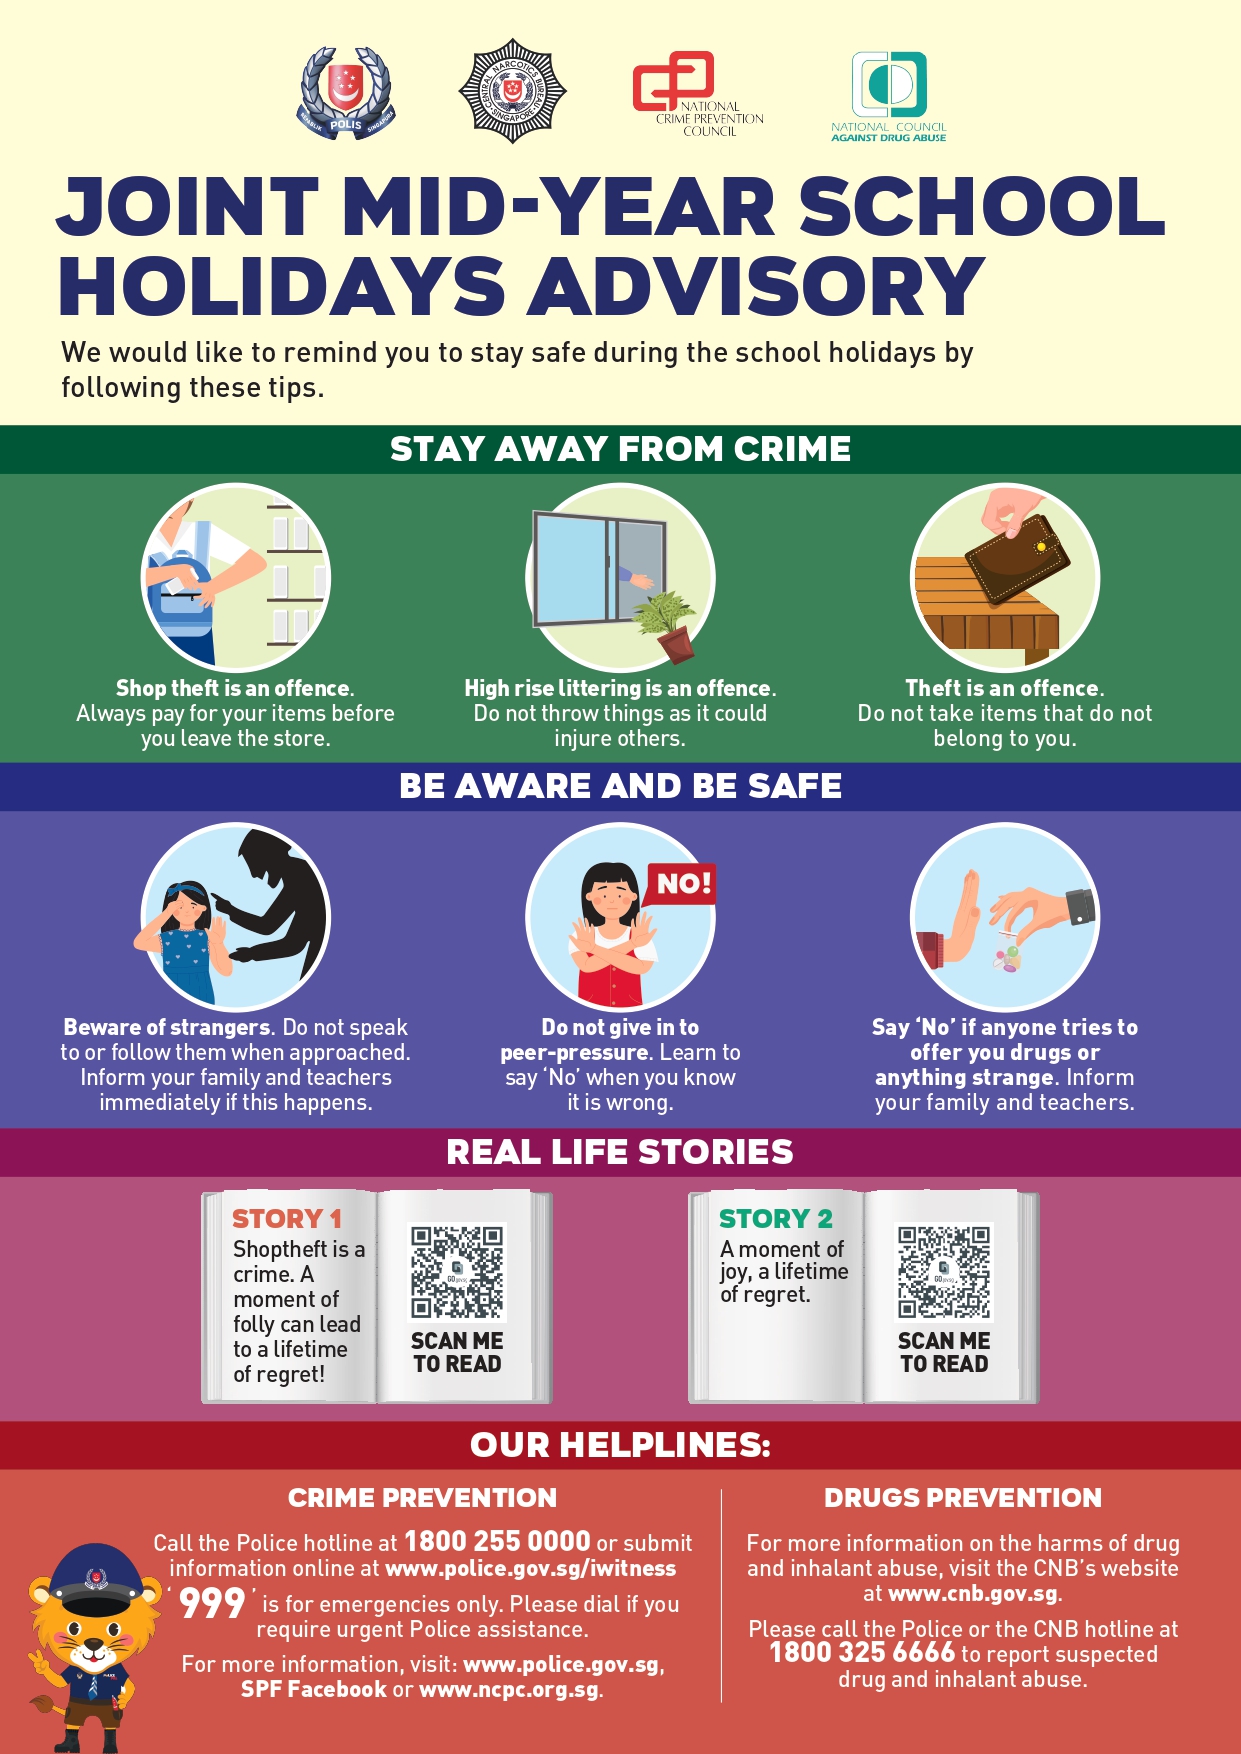 REPUBLIK POLIS SINGAPURA
CENTRAL NARCOTICS BUREAU
SINGAPORE
NATIONAL
CRIME PREVENTION
COUNCIL
NATIONAL COUNCIL
AGAINST DRUG ABUSE
JOINT MID-YEAR SCHOOL
HOLIDAYS ADVISORY
We would like to remind you to stay safe during the school holidays by
following these tips.
STAY AWAY FROM CRIME
Shop theft is an offence.
Always pay for your items before
you leave the store.
High rise littering is an offence.
Do not throw things as it could
injure others.
Theft is an offence.
Do not take items that do not
belong to you.
BE AWARE AND BE SAFE
NO!
Beware of strangers. Do not speak
to or follow them when approached.
Inform your family and teachers
immediately if this happens.
Do not give in to
peer-pressure. Learn to
say ‘No’ when you know
it is wrong.
Say ‘No’ if anyone tries to
offer you drugs or
anything strange. Inform
your family and teachers.
REAL LIFE STORIES
STORY 1
Shoptheft is a
crime. A
moment of
folly can lead
to a lifetime
of regret!
GOgovsg
SCAN ME
TO READ
STORY 2
A moment of
joy, a lifetime
of regret.
GOgovsg
SCAN ME
TO READ
OUR HELPLINES:
CRIME PREVENTION
Call the Police hotline at 1800 255 0000 or submit
information online at www.police.gov.sg/iwitness
‘999’ is for emergencies only. Please dial if you
require urgent Police assistance.
For more information, visit: www.police.gov.sg,
SPF Facebook or www.ncpc.org.sg.
DRUGS PREVENTION
For more information on the harms of drug
and inhalant abuse, visit the CNB’s website
at www.cnb.gov.sg.
Please call the Police or the CNB hotline at
1800 325 6666 to report suspected
drug and inhalant abuse.